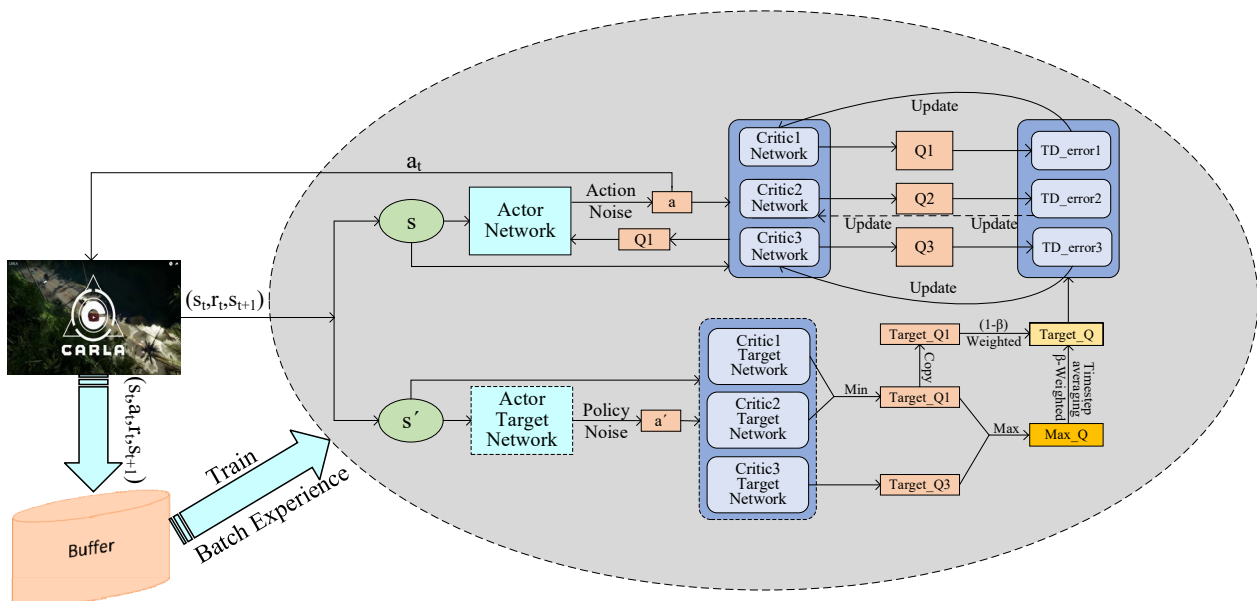 Update
Critic1
Network
Q1
TD_error1
a_t
Action
Noise
a
Critic2
Network
Q2
TD_error2
s
Actor
Network
Update
Update
Q1
Critic3
Network
Q3
TD_error3
Update
CARLA
(s_t,r_t,s_{t+1})
Critic1
Target
Network
Target_Q1
(1-β)
Weighted
Target_Q
Copy
Timestep
averaging
β-Weighted
Min
Target_Q1
s´
Actor
Target
Network
Policy
Noise
a´
Critic2
Target
Network
Max
Max_Q
Critic3
Target
Network
Target_Q3
(s_t,a_t,r_t,s_{t+1})
Train
Batch Experience
Buffer